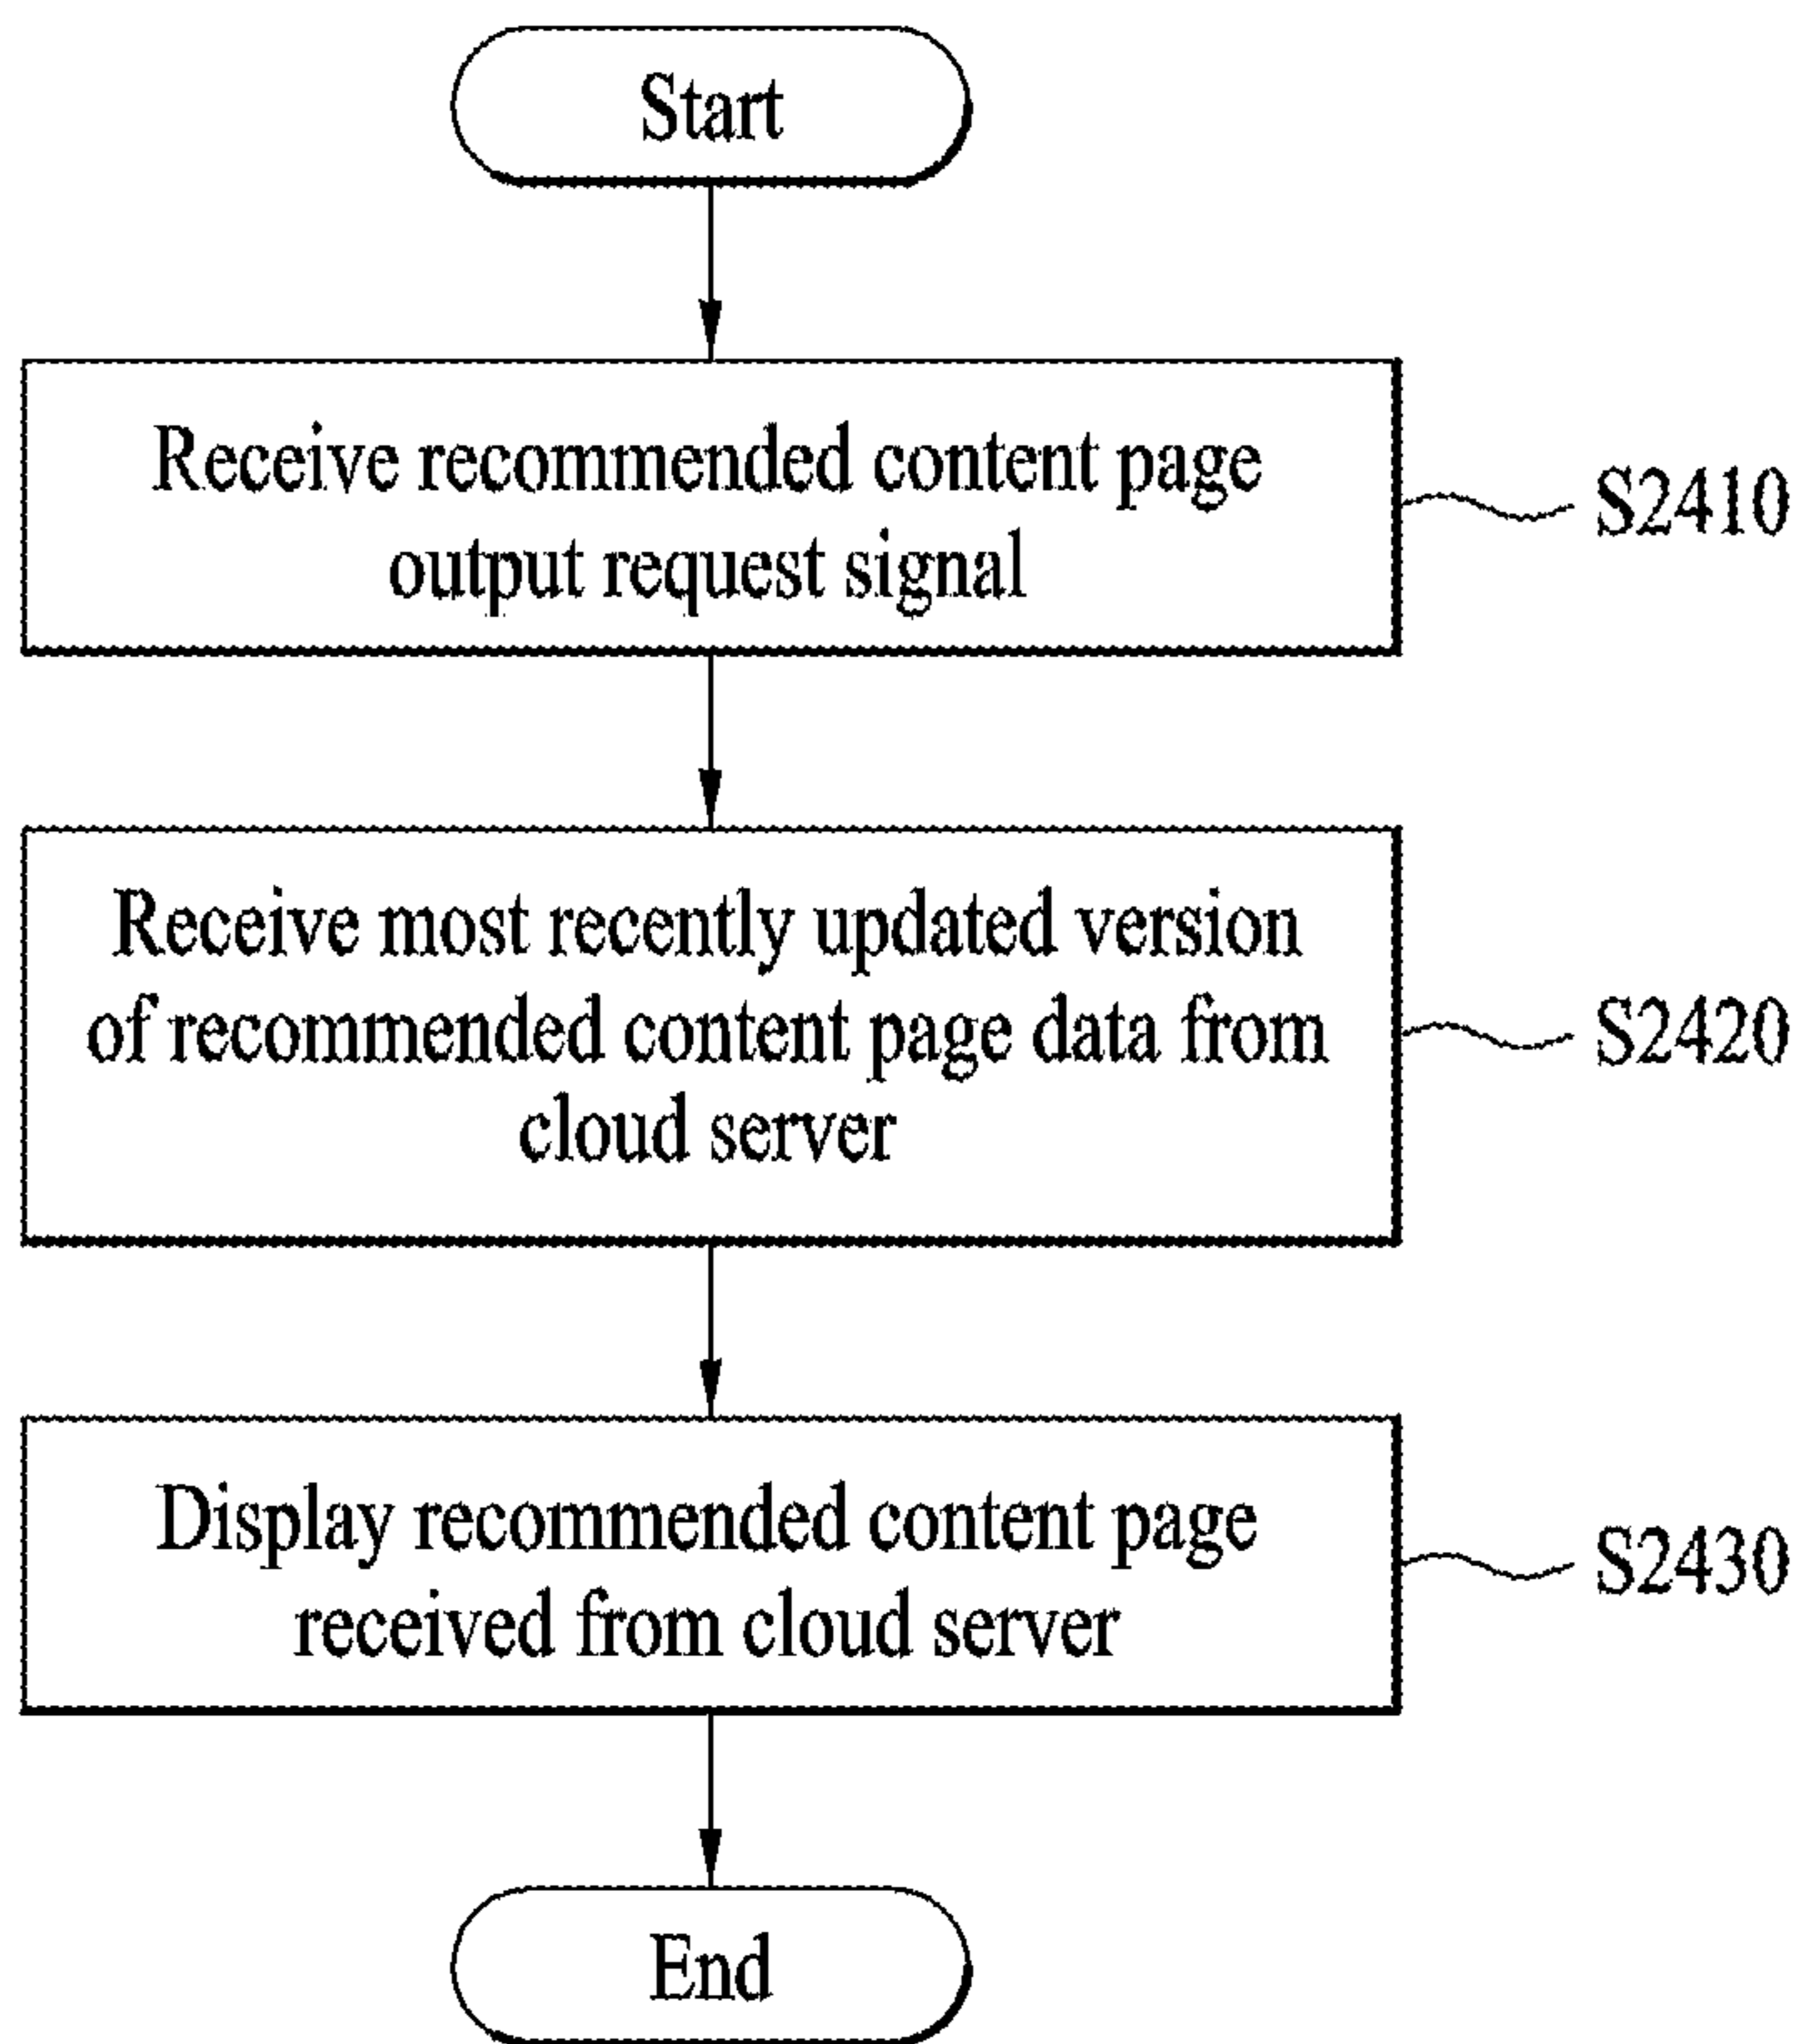 Start
Receive recommended content page
output request signal
S2410
Receive most recently updated version
of recommended content page data from
cloud server
S2420
Display recommended content page
received from cloud server
S2430
End